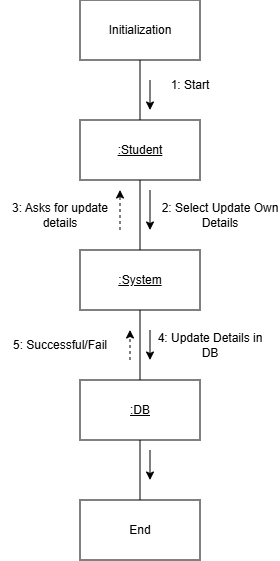 Initialization
1: Start
:Student
3: Asks for update
details
2: Select Update Own
Details
:System
5: Successful/Fail
4: Update Details in
DB
:DB
End